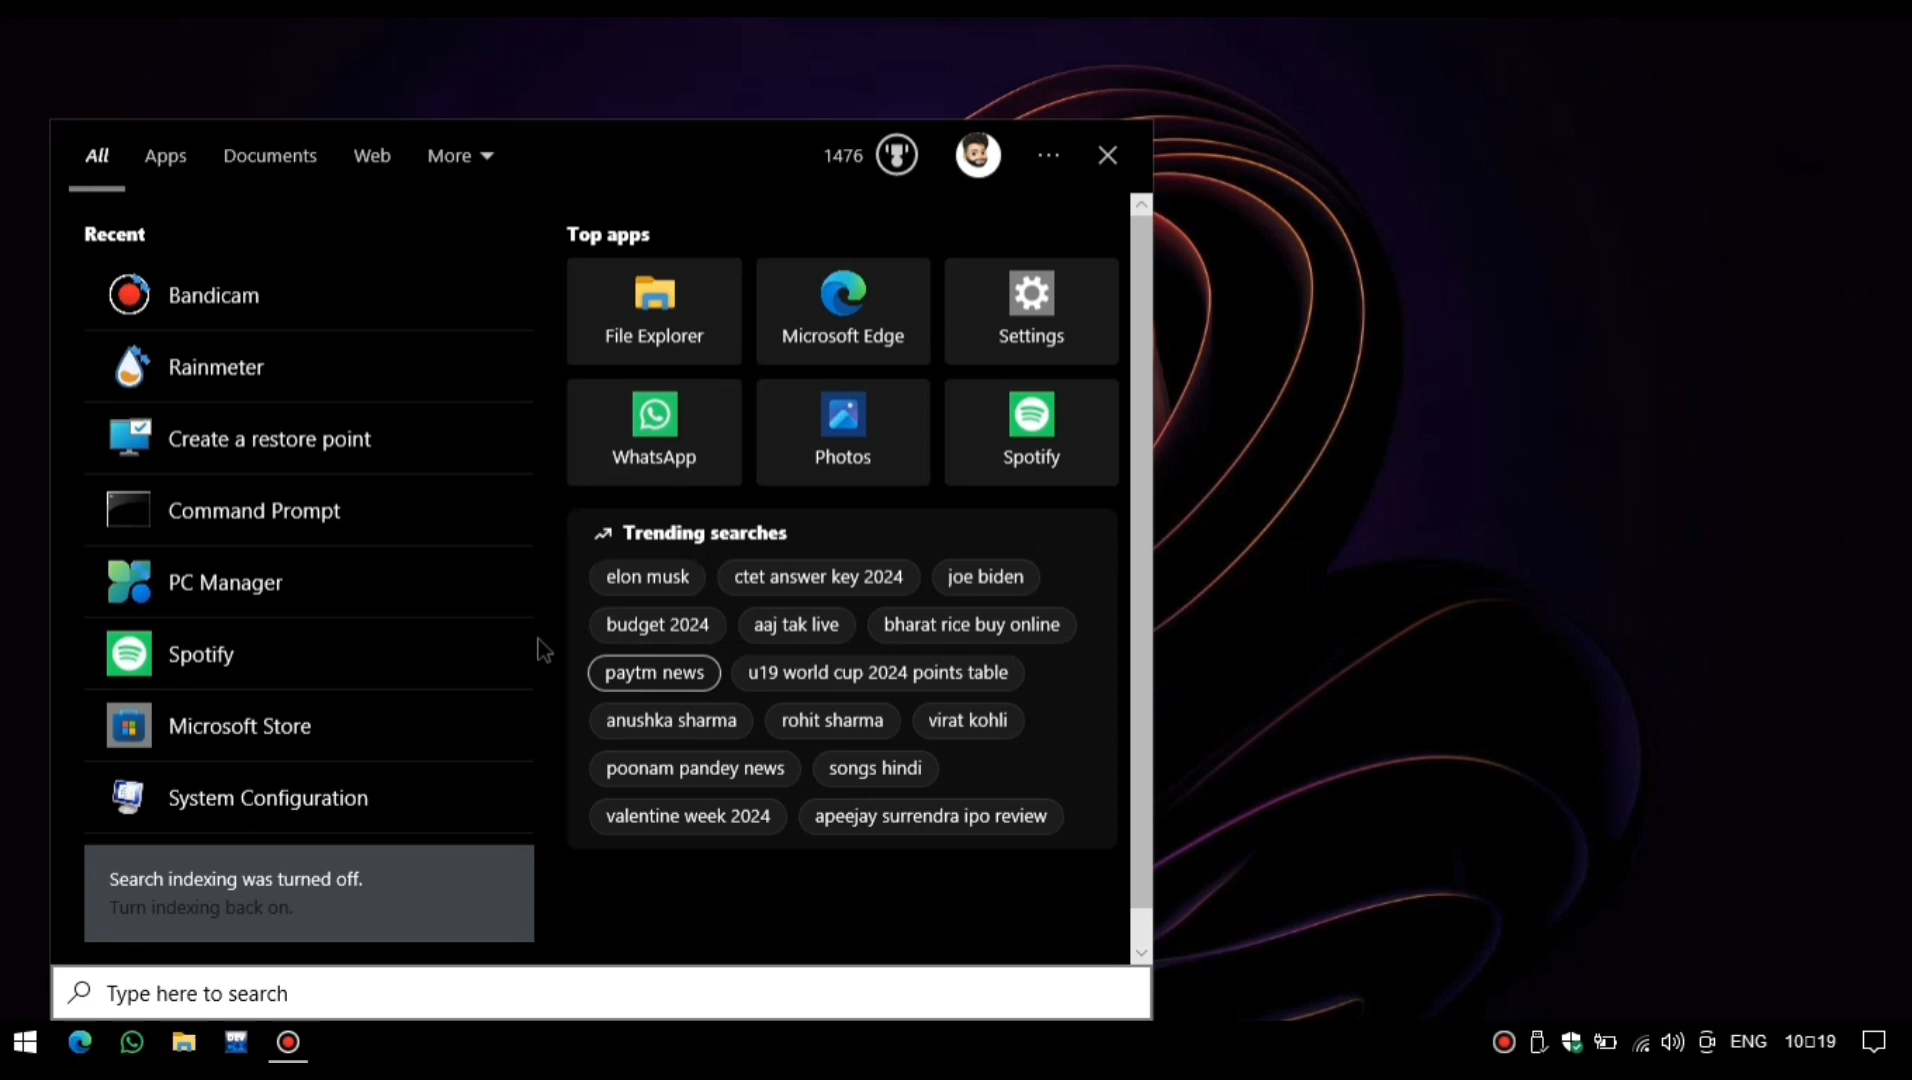 All Apps Documents Web More 1476
Recent
Bandicam
Rainmeter
Create a restore point
Command Prompt
PC Manager
Spotify
Microsoft Store
System Configuration
Search indexing was turned off.
Turn indexing back on.
Top apps
File Explorer Microsoft Edge Settings
WhatsApp Photos Spotify
Trending searches
elon musk ctet answer key 2024 joe biden
budget 2024 aaj tak live bharat rice buy online
paytm news u19 world cup 2024 points table
anushka sharma rohit sharma virat kohli
poonam pandey news songs hindi
valentine week 2024 apeejay surrendra ipo review
Type here to search
DEV ENG 10□19